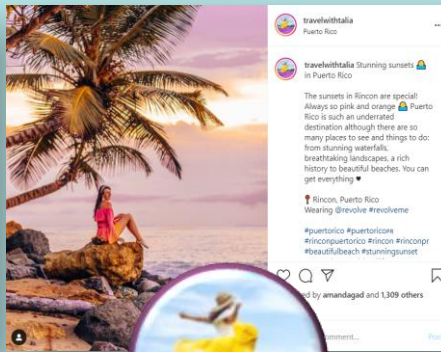 travelwithtalia
Puerto Rico
travelwithtalia Stunning sunsets
in Puerto Rico
The sunsets in Rincon are special!
Always so pink and orange 🤷 Puerto
Rico is such an underrated
destination although there are so
many places to see and things to do:
from stunning waterfalls,
breathtaking landscapes, a rich
history to beautiful beaches. You can
get everything ♥
📍 Rincon, Puerto Rico
Wearing @revolve #revolveme
#puertorico #puertoricopr
#rinconpuertorico #rincon #rinconpr
#beautifulbeach #stunningsunset
by amandagad and 1,309 others